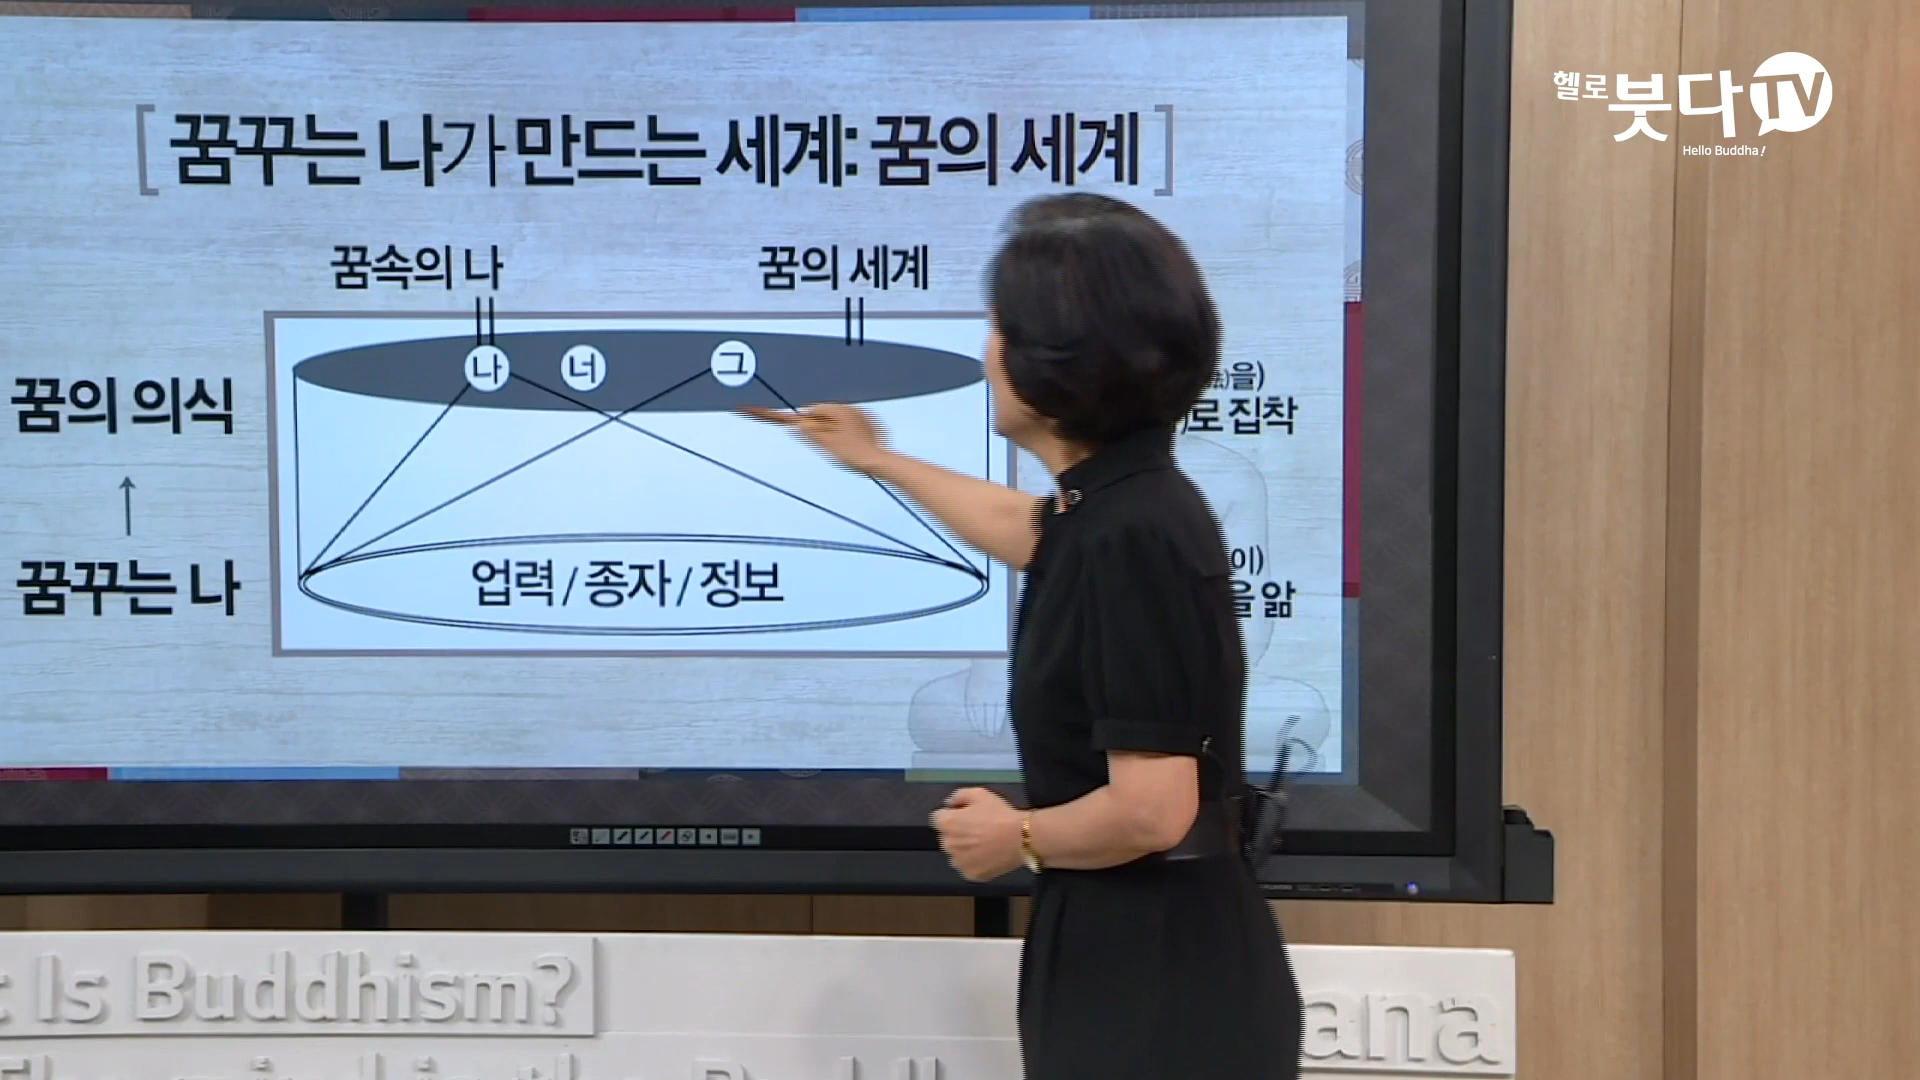 헬로붓다TV
Hello Buddha!
[꿈꾸는 나가 만드는 세계: 꿈의 세계]
꿈속의 나
꿈의 세계
나 너 그
꿈의 의식
을)
로 집착
↑
꿈꾸는 나
업력 / 종자 / 정보
이)
을 앎
Is Buddhism?
ana